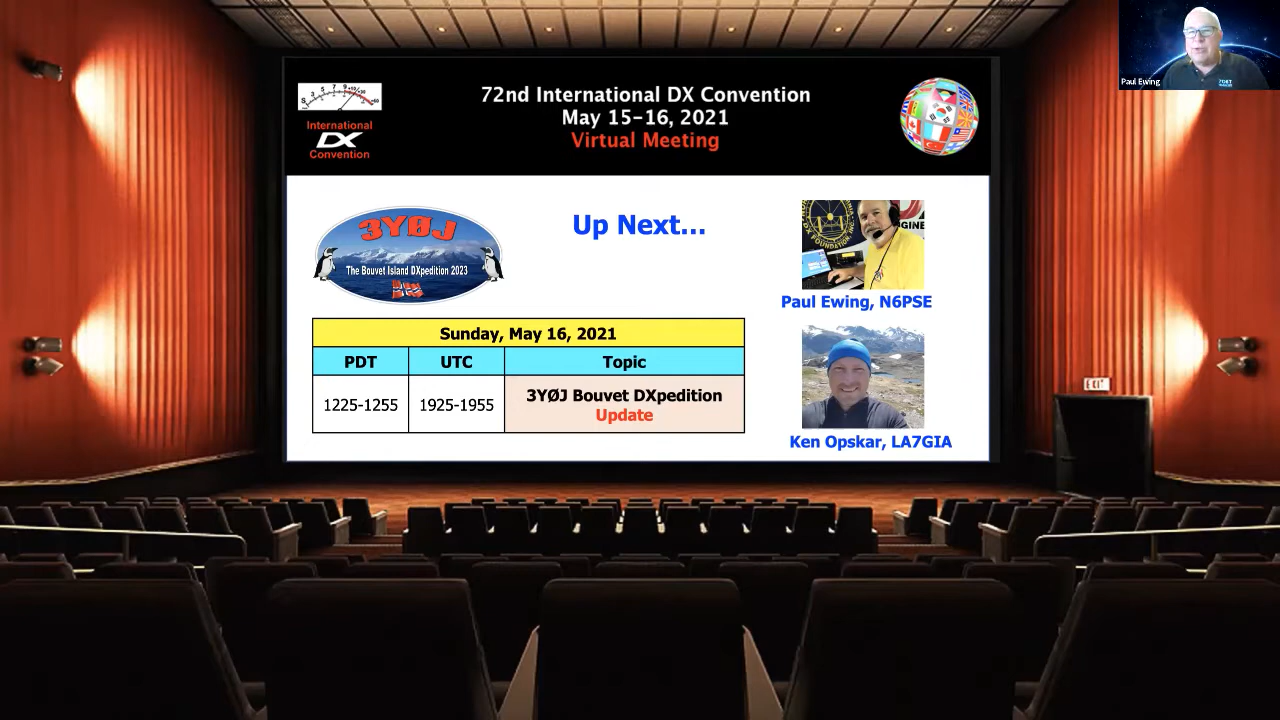 Paul Ewing
International
DX
Convention
72nd International DX Convention
May 15-16, 2021
Virtual Meeting
3YØJ
The Bouvet Island DXpedition 2023
Up Next...
Paul Ewing, N6PSE
Sunday, May 16, 2021
PDT UTC Topic
1225-1255 1925-1955 3YØJ Bouvet DXpedition
Update
Ken Opskar, LA7GIA
EXIT